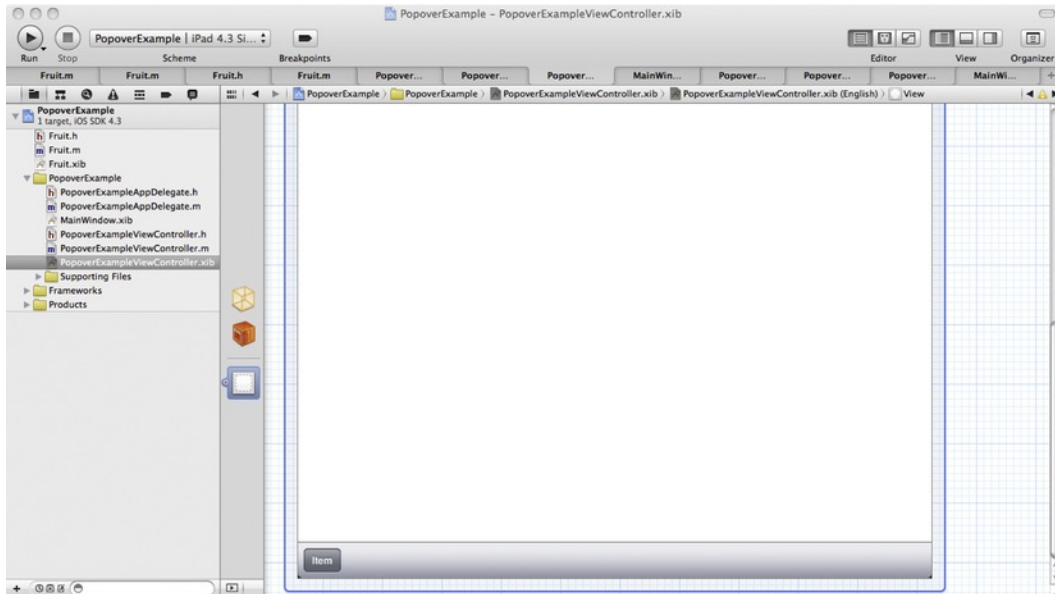 PopoverExample - PopoverExampleViewController.xib
PopoverExample | iPad 4.3 Si...
Run Stop Scheme Breakpoints Editor View Organizer
Fruit.m Fruit.m Fruit.h Fruit.m Popover... Popover... Popover... MainWin... Popover... Popover... Popover... MainWi...
PopoverExample PopoverExample PopoverExampleViewController.xib PopoverExampleViewController.xib (English) View
PopoverExample
1 target, iOS SDK 4.3
h Fruit.h
m Fruit.m
Fruit.xib
PopoverExample
h PopoverExampleAppDelegate.h
m PopoverExampleAppDelegate.m
MainWindow.xib
h PopoverExampleViewController.h
m PopoverExampleViewController.m
PopoverExampleViewController.xib
Supporting Files
Frameworks
Products
Item